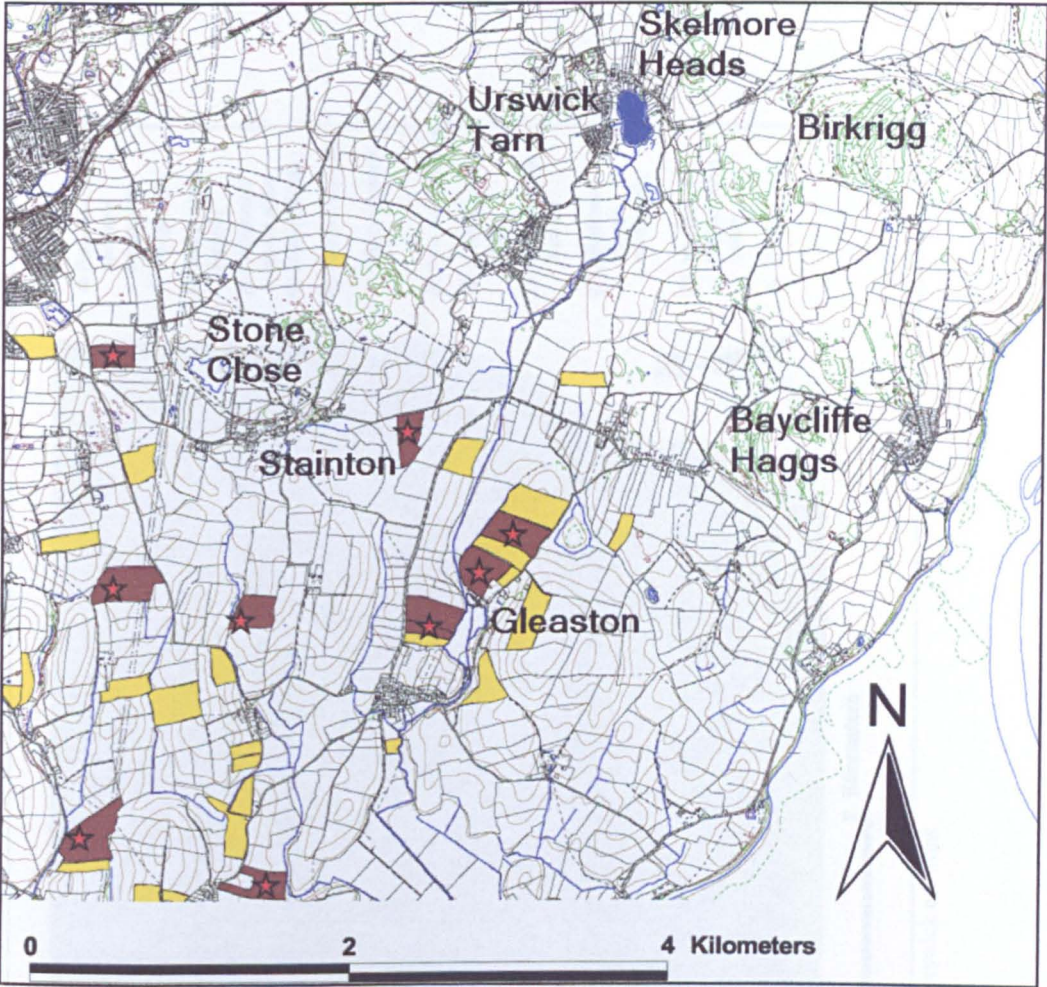 Skelmore
Heads
Urswick
Tarn
Birkrigg
Stone
Close
Baycliffe
Haggs
Stainton
Gleaston
N
0 2 4 Kilometers